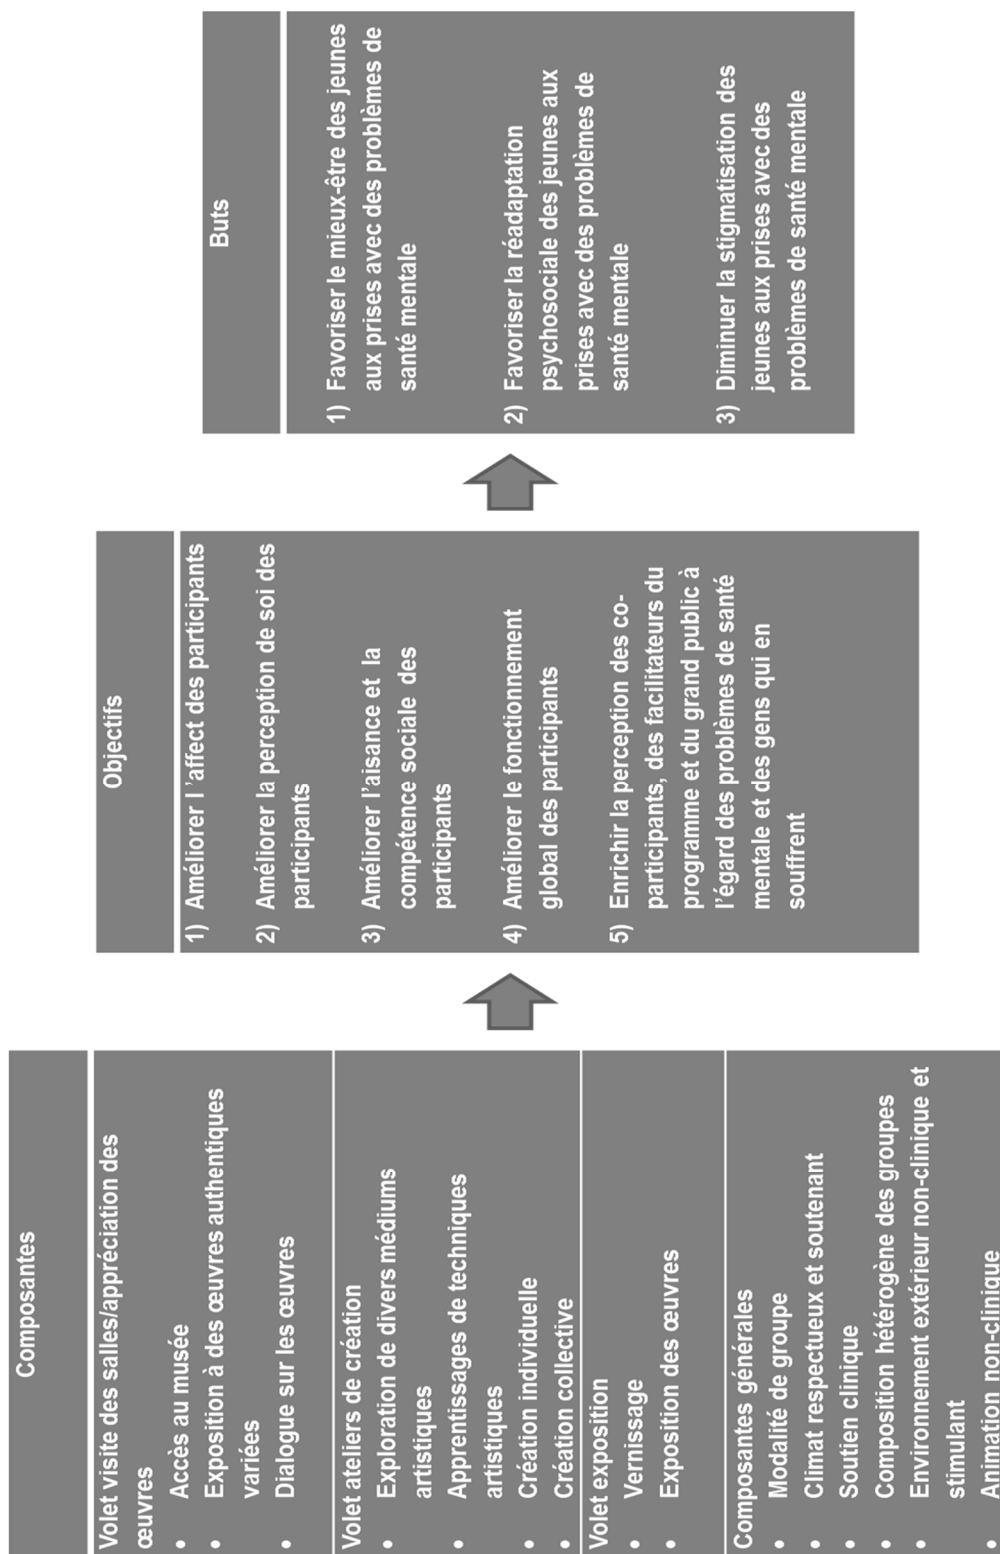 Composantes
Volet visite des salles/appréciation des
œuvres
• Accès au musée
• Exposition à des œuvres authentiques
variées
• Dialogue sur les œuvres
Volet ateliers de création
• Exploration de divers médiums
artistiques
• Apprentissages de techniques
artistiques
• Création individuelle
• Création collective
Volet exposition
• Vernissage
• Exposition des œuvres
Composantes générales
• Modalité de groupe
• Climat respectueux et soutenant
• Soutien clinique
• Composition hétérogène des groupes
• Environnement extérieur non-clinique et
stimulant
• Animation non-clinique
Objectifs
1) Améliorer l'affect des participants
2) Améliorer la perception de soi des
participants
3) Améliorer l'aisance et la
compétence sociale des
participants
4) Améliorer le fonctionnement
global des participants
5) Enrichir la perception des co-
participants, des facilitateurs du
programme et du grand public à
l'égard des problèmes de santé
mentale et des gens qui en
souffrent
Buts
1) Favoriser le mieux-être des jeunes
aux prises avec des problèmes de
santé mentale
2) Favoriser la réadaptation
psychosociale des jeunes aux
prises avec des problèmes de
santé mentale
3) Diminuer la stigmatisation des
jeunes aux prises avec des
problèmes de santé mentale